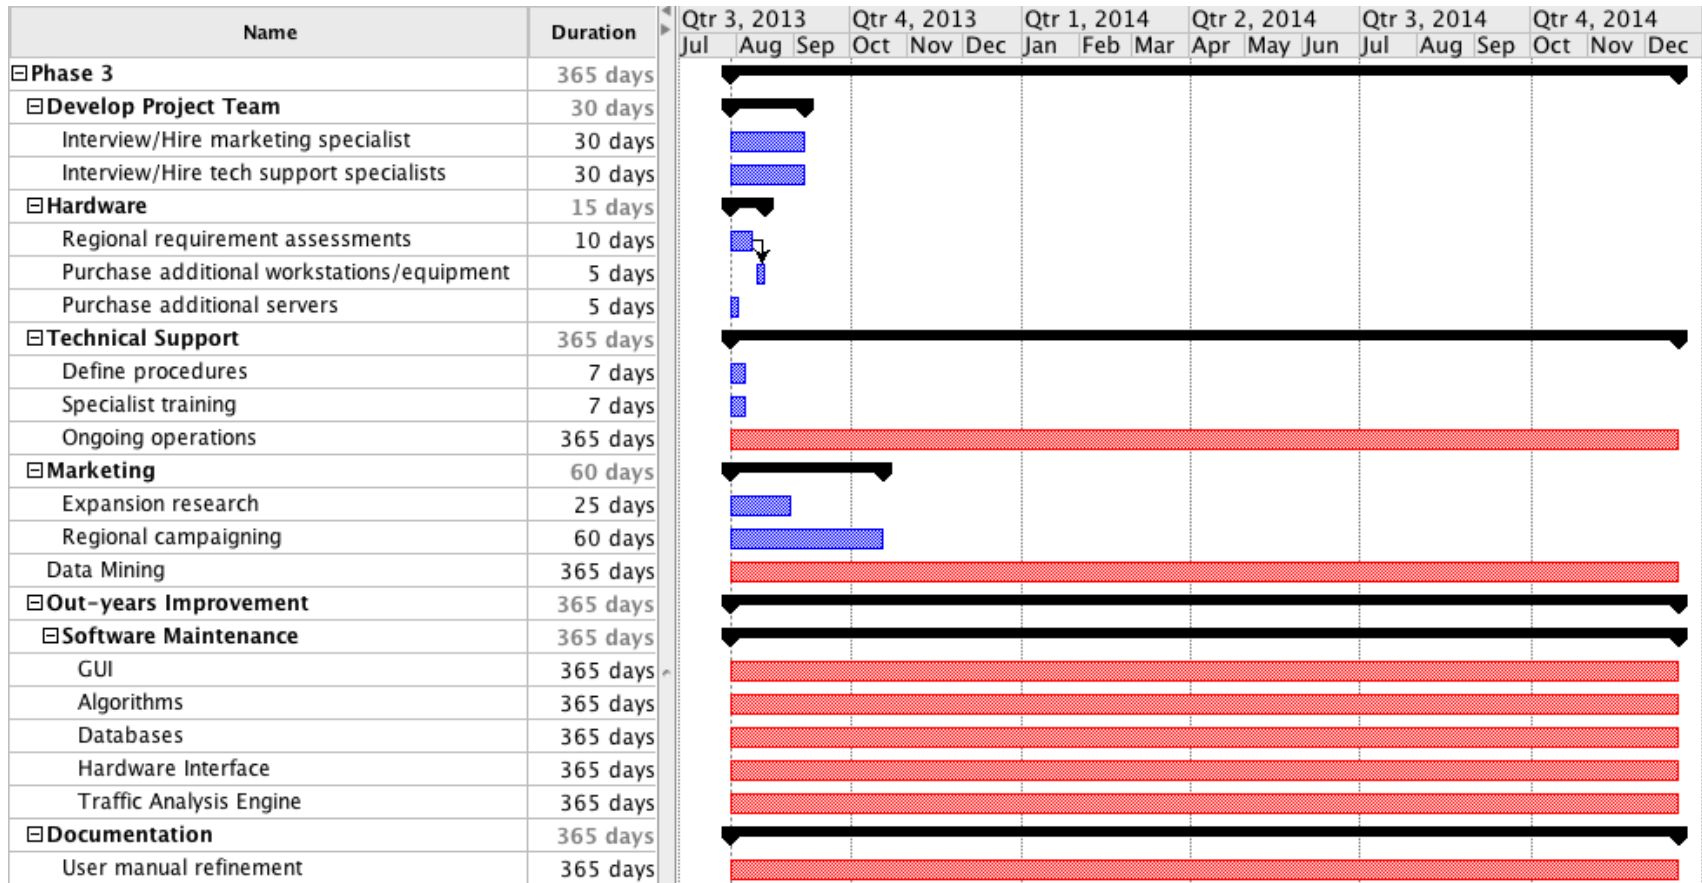 Name Duration Qtr 3, 2013 Qtr 4, 2013 Qtr 1, 2014 Qtr 2, 2014 Qtr 3, 2014 Qtr 4, 2014
Jul Aug Sep Oct Nov Dec Jan Feb Mar Apr May Jun Jul Aug Sep Oct Nov Dec
Phase 3 365 days
Develop Project Team 30 days
Interview/Hire marketing specialist 30 days
Interview/Hire tech support specialists 30 days
Hardware 15 days
Regional requirement assessments 10 days
Purchase additional workstations/equipment 5 days
Purchase additional servers 5 days
Technical Support 365 days
Define procedures 7 days
Specialist training 7 days
Ongoing operations 365 days
Marketing 60 days
Expansion research 25 days
Regional campaigning 60 days
Data Mining 365 days
Out-years Improvement 365 days
Software Maintenance 365 days
GUI 365 days
Algorithms 365 days
Databases 365 days
Hardware Interface 365 days
Traffic Analysis Engine 365 days
Documentation 365 days
User manual refinement 365 days